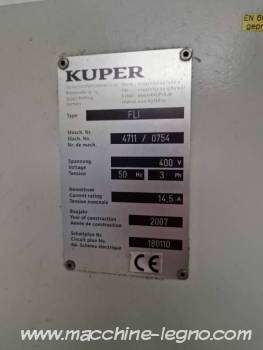 KUPER
Type FLI
Masch. Nr.
Mach. No. 4711 / 0754
Nr. de mach.
Spannung
Voltage 400 V
Tension 50 Hz 3 Ph
Nennstrom
Current rating 14.5 A
Tension nominale
Baujahr
Year of construction 2007
Année de construction
Schaltplan Nr.
Circuit plan No. 180110
No. Schéma électrique
CE
www.macchine-legno.com